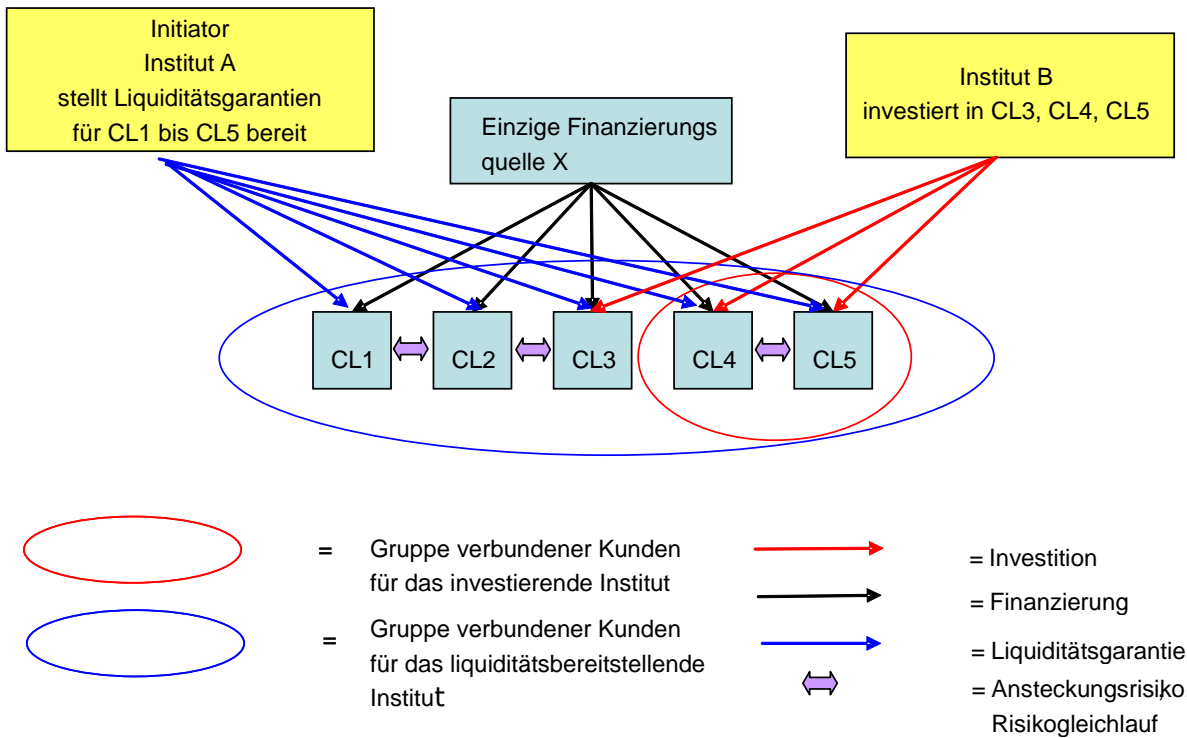 Initiator
Institut A
stellt Liquiditätsgarantien
für CL1 bis CL5 bereit
Einzige Finanzierungs
quelle X
Institut B
investiert in CL3, CL4, CL5
CL1
CL2
CL3
CL4
CL5
= Gruppe verbundener Kunden
für das investierende Institut
= Gruppe verbundener Kunden
für das liquiditätsbereitstellende
Institut
= Investition
= Finanzierung
= Liquiditätsgarantie
= Ansteckungsrisiko,
Risikogleichlauf